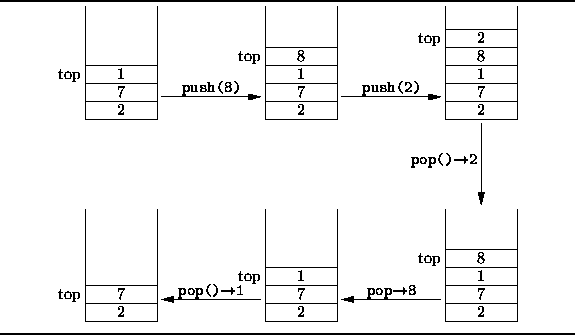 top 1 7 2
push(8)
top 8 1 7 2
push(2)
top 2 8 1 7 2
pop()→2
top 8 1 7 2
pop→8
top 1 7 2
pop()→1
top 7 2